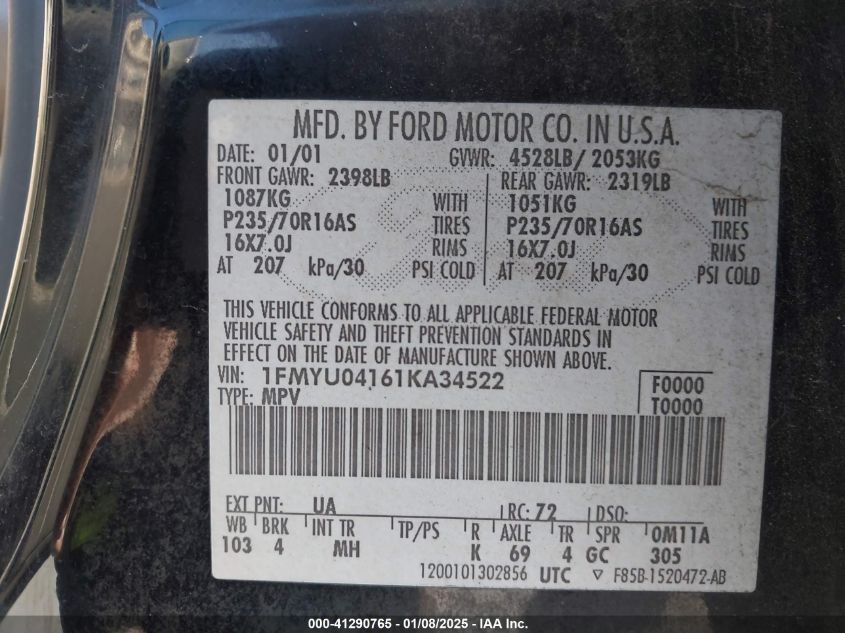 MFD. BY FORD MOTOR CO. IN U.S.A.
DATE: 01/01 GVWR: 4528LB/ 2053KG
FRONT GAWR: 2398LB REAR GAWR: 2319LB
1087KG WITH 1051KG WITH
P235/70R16AS TIRES P235/70R16AS TIRES
16X7.0J RIMS 16X7.0J RIMS
AT 207 kPa/30 PSI COLD AT 207 kPa/30 PSI COLD
THIS VEHICLE CONFORMS TO ALL APPLICABLE FEDERAL MOTOR
VEHICLE SAFETY AND THEFT PREVENTION STANDARDS IN
EFFECT ON THE DATE OF MANUFACTURE SHOWN ABOVE.
VIN: 1FMYU04161KA34522 F0000
TYPE: MPV T0000
EXT PNT: UA RC: 72 DSO:
WB BRK INT TR TP/PS R AXLE TR SPR 0M11A
103 4 MH K 69 4 GC 305
1200101302856 UTC ▽ F85B-1520472-AB
000-41290765 - 01/08/2025 - IAA Inc.